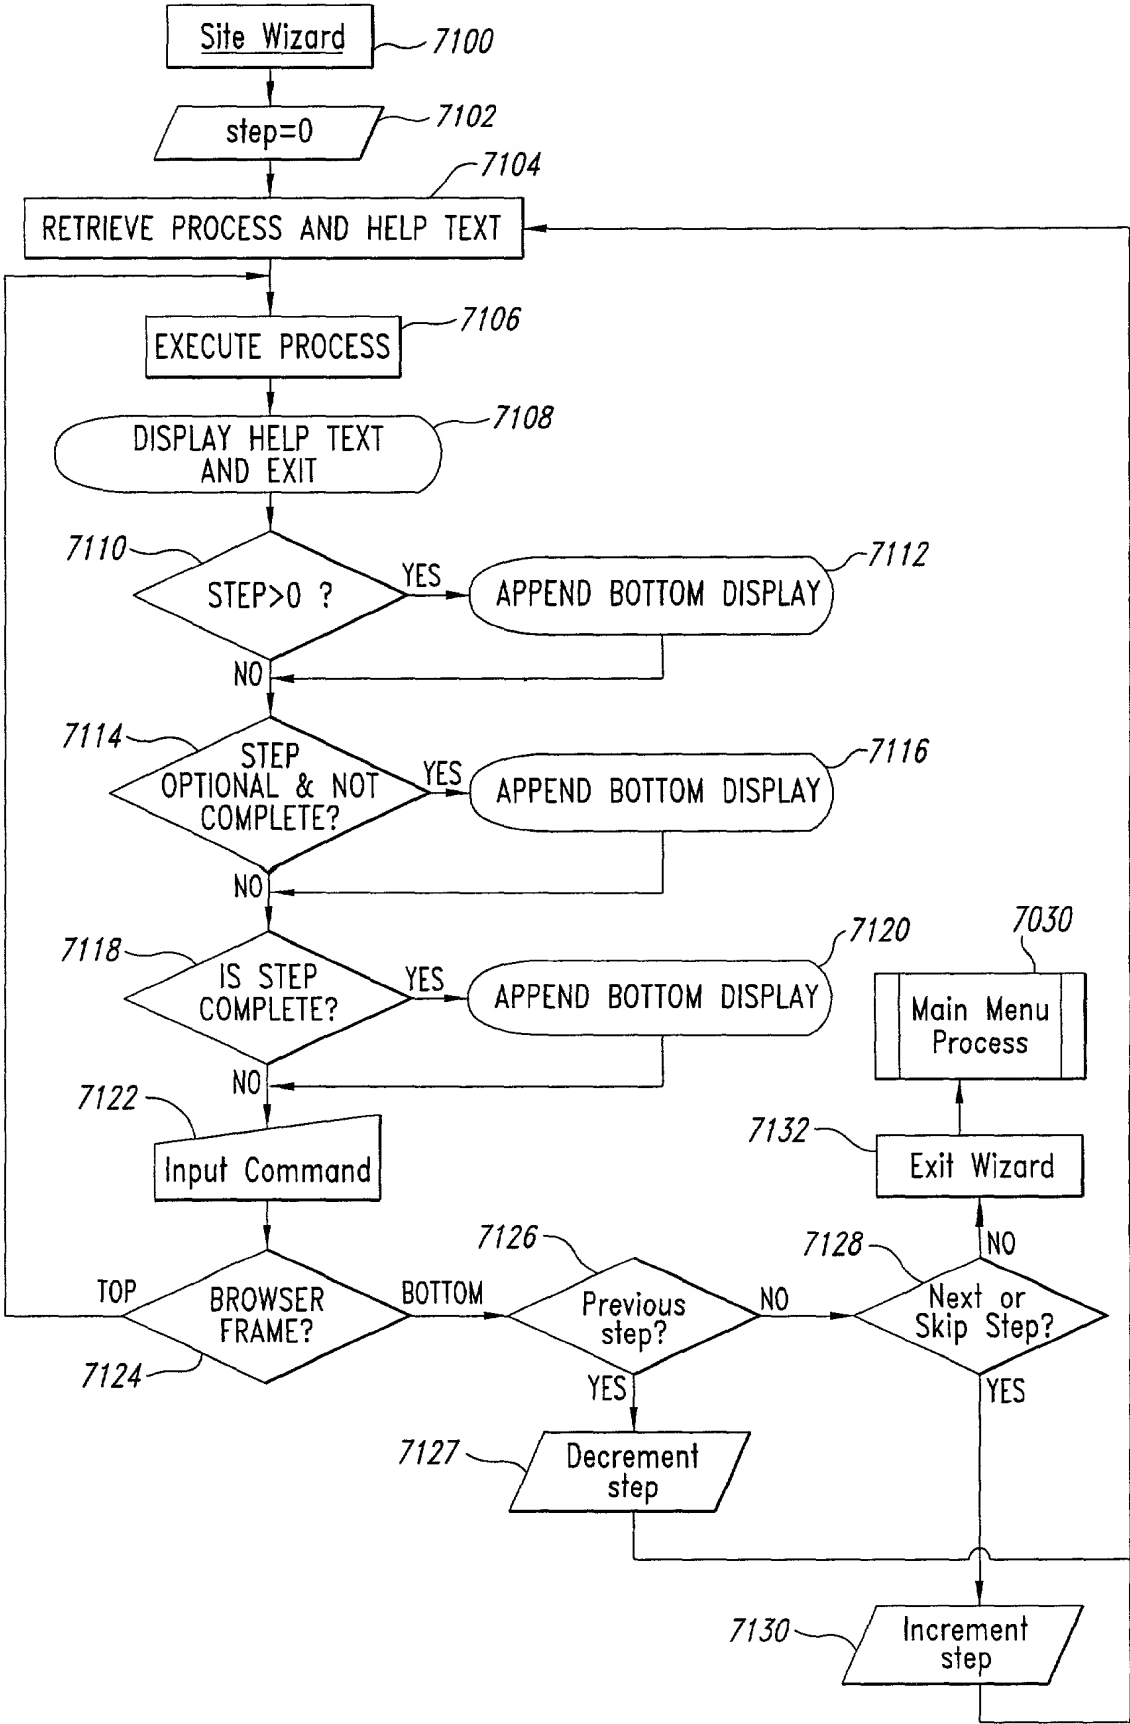 Site Wizard
7100
step=0
7102
7104
RETRIEVE PROCESS AND HELP TEXT
EXECUTE PROCESS
7106
DISPLAY HELP TEXT
AND EXIT
7108
7110
STEP>0 ?
YES
APPEND BOTTOM DISPLAY
7112
NO
7114
STEP
OPTIONAL & NOT
COMPLETE?
YES
APPEND BOTTOM DISPLAY
7116
NO
7118
IS STEP
COMPLETE?
YES
APPEND BOTTOM DISPLAY
7120
NO
7030
Main Menu
Process
7122
Input Command
7132
Exit Wizard
TOP
BROWSER
FRAME?
7124
BOTTOM
7126
Previous
step?
NO
7128
Next or
Skip Step?
NO
YES
YES
7127
Decrement
step
7130
Increment
step